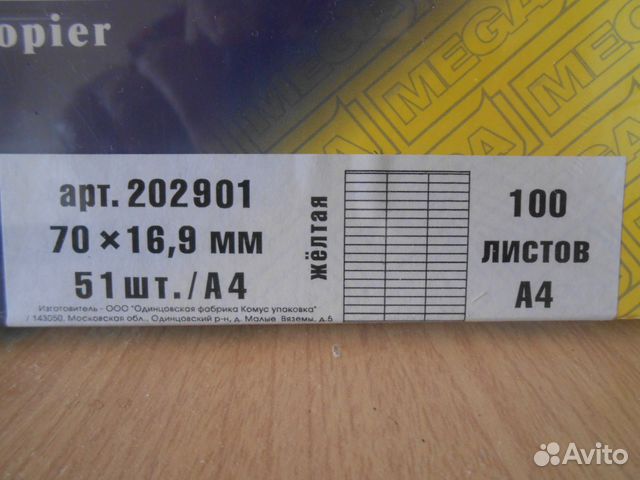 opier
MEGA
MEGA
арт. 202901
70×16,9 мм
51шт./А4
жёлтая
100
листов
А4
Изготовитель - ООО "Одинцовская фабрика Комус упаковка"
/ 143050, Московская обл., Одинцовский р-н, д. Малые Вяземы, д.5
Avito